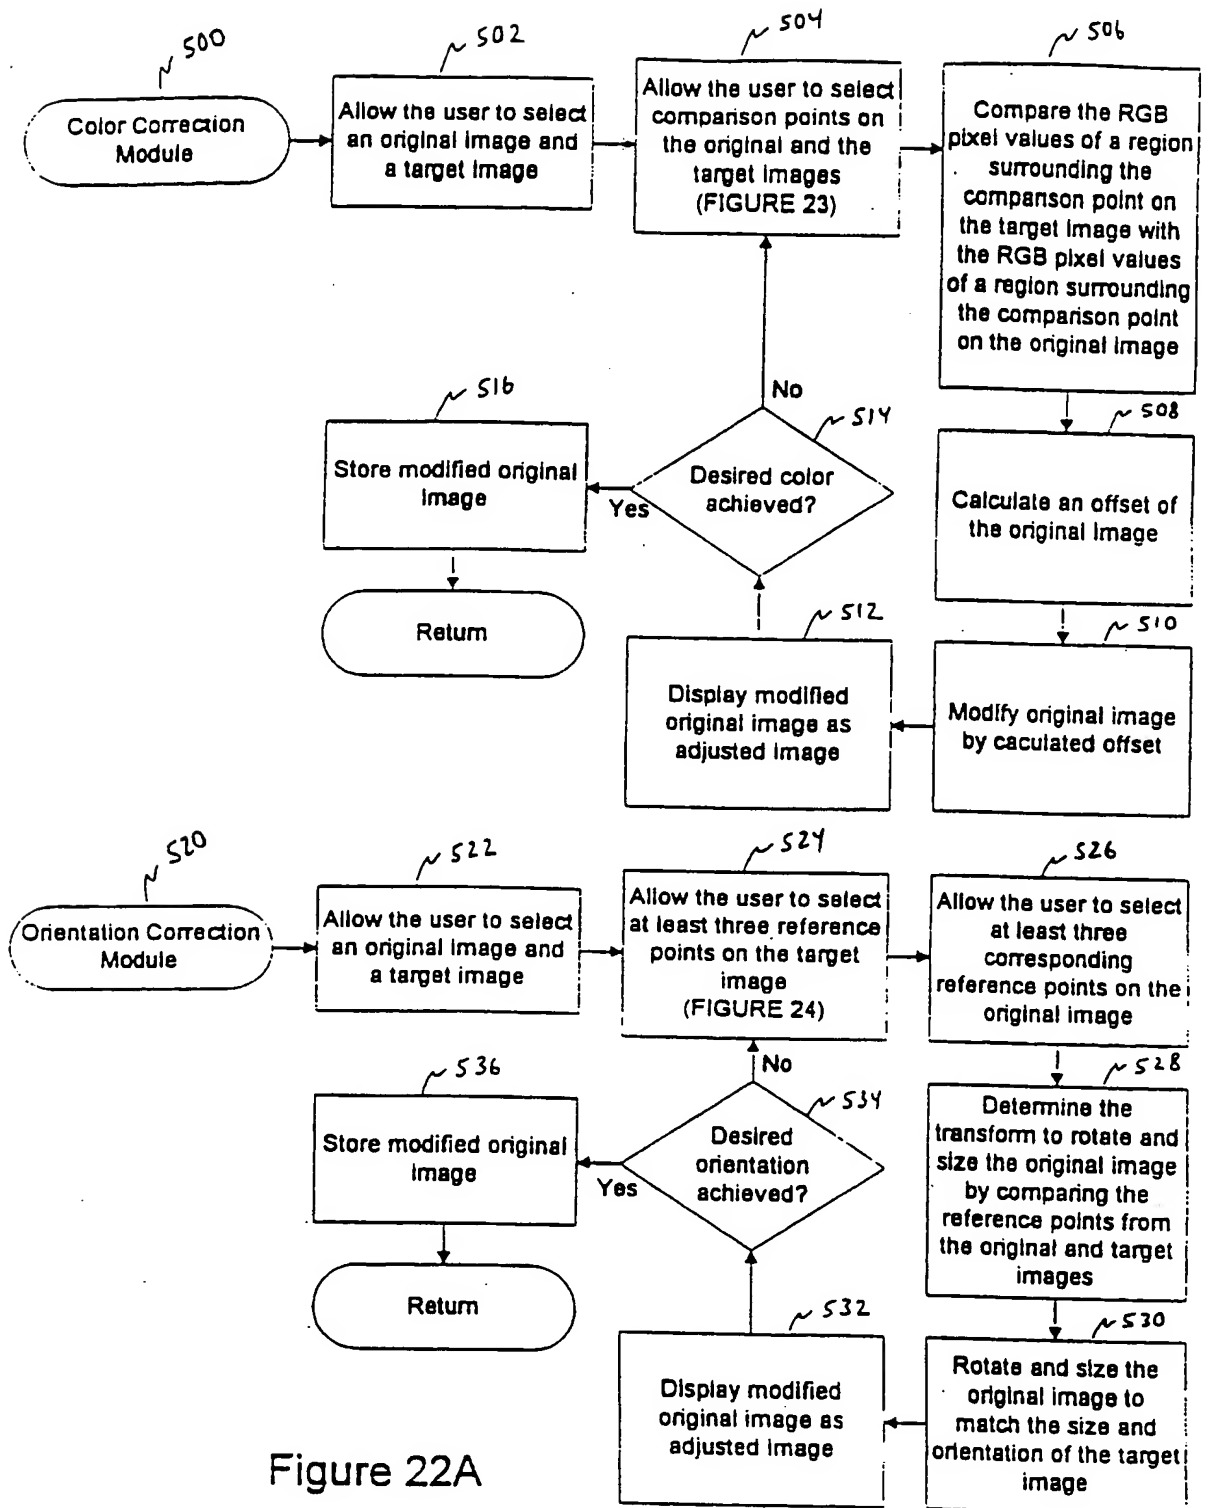 500
Color Correction
Module
502
Allow the user to select
an original image and
a target image
504
Allow the user to select
comparison points on
the original and the
target images
(FIGURE 23)
506
Compare the RGB
pixel values of a region
surrounding the
comparison point on
the target image with
the RGB pixel values
of a region surrounding
the comparison point
on the original image
508
Calculate an offset of
the original image
510
Modify original image
by caculated offset
512
Display modified
original image as
adjusted image
514
Desired color
achieved?
No
Yes
516
Store modified original
image
Return
520
Orientation Correction
Module
522
Allow the user to select
an original image and
a target image
524
Allow the user to select
at least three reference
points on the target
image
(FIGURE 24)
526
Allow the user to select
at least three
corresponding
reference points on the
original image
528
Determine the
transform to rotate and
size the original image
by comparing the
reference points from
the original and target
images
530
Rotate and size the
original image to
match the size and
orientation of the target
image
532
Display modified
original image as
adjusted image
534
Desired
orientation
achieved?
No
Yes
536
Store modified original
image
Return
Figure 22A